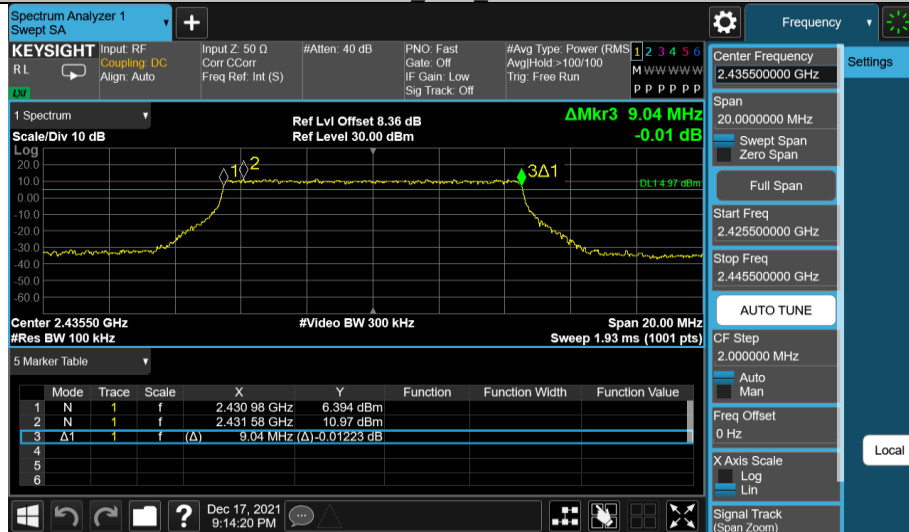 Spectrum Analyzer 1
Swept SA
+
Frequency
KEYSIGHT
R L
LXI
Input: RF
Coupling: DC
Align: Auto
Input Z: 50 Ω
Corr CCorr
Freq Ref: Int (S)
#Atten: 40 dB
PNO: Fast
Gate: Off
IF Gain: Low
Sig Track: Off
#Avg Type: Power (RMS
Avg|Hold:>100/100
Trig: Free Run
1 2 3 4 5 6
M W W W W W
P P P P P P
1 Spectrum
Scale/Div 10 dB
Ref Lvl Offset 8.36 dB
Ref Level 30.00 dBm
ΔMkr3 9.04 MHz
-0.01 dB
Log
20.0
10.0
0.00
-10.0
-20.0
-30.0
-40.0
-50.0
-60.0
1
2
3Δ1
DL1 4.97 dBm
Center 2.43550 GHz
#Res BW 100 kHz
#Video BW 300 kHz
Span 20.00 MHz
Sweep 1.93 ms (1001 pts)
5 Marker Table
Mode Trace Scale X Y Function Function Width Function Value
1 N 1 f 2.430 98 GHz 6.394 dBm
2 N 1 f 2.431 58 GHz 10.97 dBm
3 Δ1 1 f (Δ) 9.04 MHz (Δ) -0.01223 dB
4
5
6
?
Dec 17, 2021
9:14:20 PM
Center Frequency
2.435500000 GHz
Span
20.0000000 MHz
Swept Span
Zero Span
Full Span
Start Freq
2.425500000 GHz
Stop Freq
2.445500000 GHz
AUTO TUNE
CF Step
2.000000 MHz
Auto
Man
Freq Offset
0 Hz
X Axis Scale
Log
Lin
Signal Track
(Span Zoom)
Settings
Local